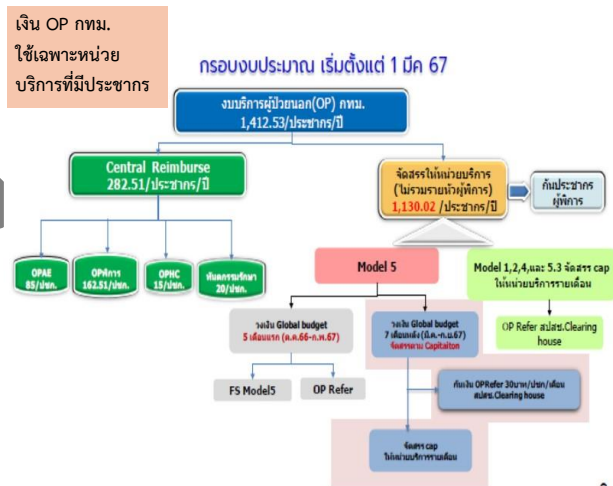 เงิน OP กทม.
ใช้เฉพาะหน่วย
บริการที่มีประชากร
กรอบงบประมาณ เริ่มตั้งแต่ 1 มีค 67
งบบริการผู้ป่วยนอก(OP) กทม.
1,412.53/ประชากร/ปี
Central Reimburse
282.51/ประชากร/ปี
จัดสรรให้หน่วยบริการ
(ไม่รวมรายหัวผู้พิการ)
1,130.02 /ประชากร/ปี
กันประชากร
ผู้พิการ
OPAE
85/ปชก.
OPพิการ
162.51/ปชก.
OPHC
15/ปชก.
ทันตกรรมรักษา
20/ปชก.
Model 5
Model 1,2,4,และ 5.3 จัดสรร cap
ให้หน่วยบริการรายเดือน
วงเงิน Global budget
5 เดือนแรก (ต.ค.66-ก.พ.67)
วงเงิน Global budget
7 เดือนหลัง (มี.ค.-ก.ย.67)
จัดสรรตาม Capitaiton
OP Refer สปสช.Clearing
house
FS Model5
OP Refer
กันเงิน OPRefer 30บาท/ปชก/เดือน
สปสช.Clearing house
จัดสรร cap
ให้หน่วยบริการรายเดือน